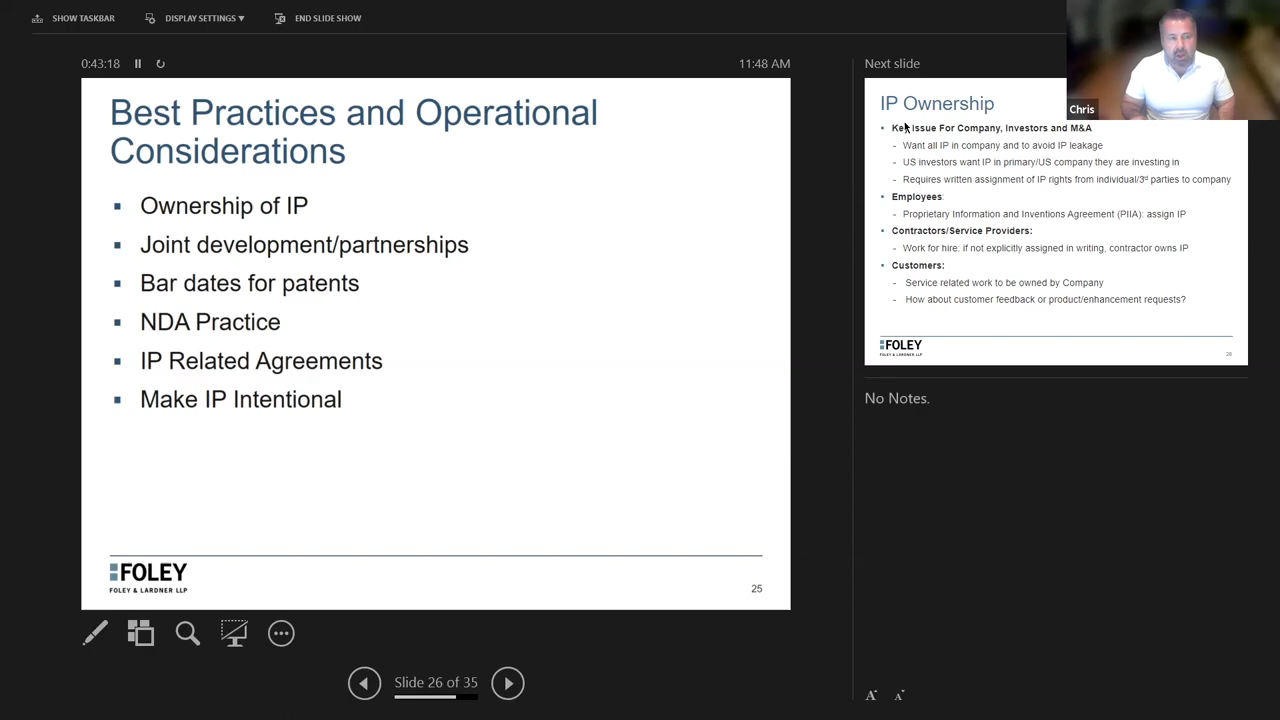 SHOW TASKBAR
DISPLAY SETTINGS ▼
END SLIDE SHOW
0:43:18
11:48 AM
Best Practices and Operational
Considerations
▪ Ownership of IP
▪ Joint development/partnerships
▪ Bar dates for patents
▪ NDA Practice
▪ IP Related Agreements
▪ Make IP Intentional
FOLEY
FOLEY & LARDNER LLP
25
Slide 26 of 35
Next slide
Chris
IP Ownership
▪ Key Issue For Company, Investors and M&A
- Want all IP in company and to avoid IP leakage
- US investors want IP in primary/US company they are investing in
- Requires written assignment of IP rights from individual/3rd parties to company
▪ Employees:
- Proprietary Information and Inventions Agreement (PIIA): assign IP
▪ Contractors/Service Providers:
- Work for hire: if not explicitly assigned in writing, contractor owns IP
▪ Customers:
- Service related work to be owned by Company
- How about customer feedback or product/enhancement requests?
FOLEY
FOLEY & LARDNER LLP
No Notes.
A A